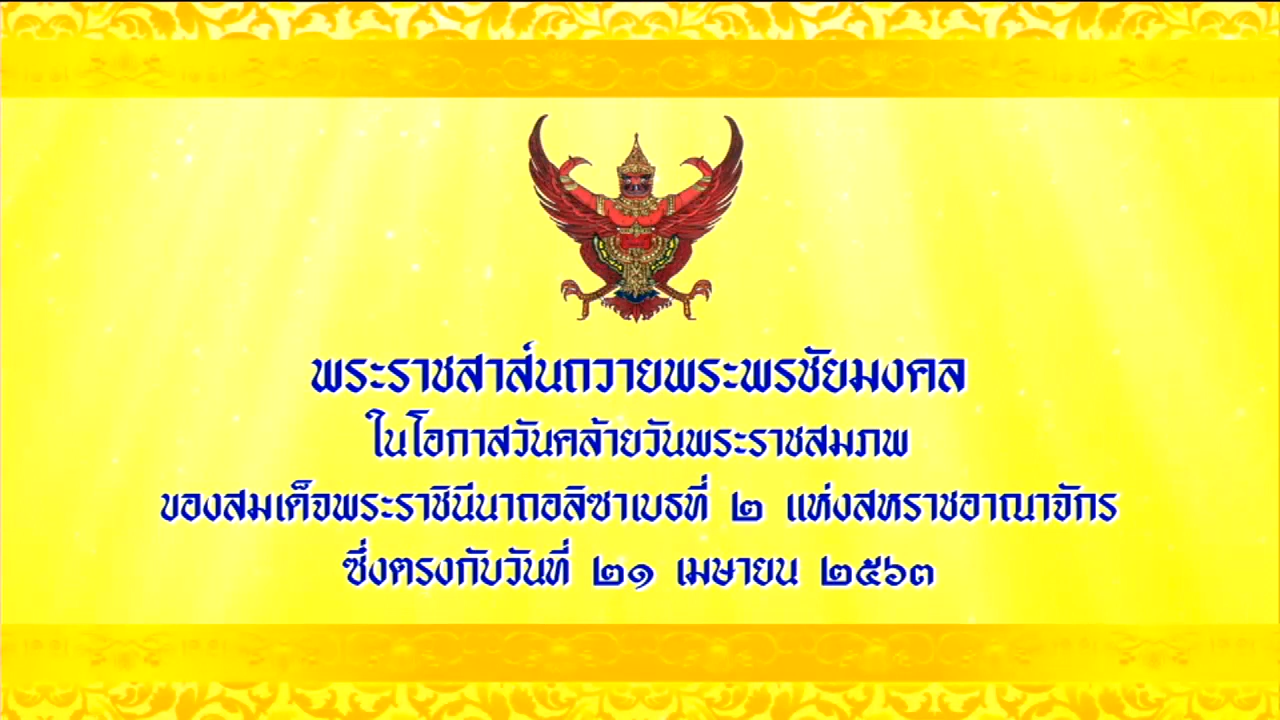 พระราชสาส์นถวายพระพรชัยมงคล
ในโอกาสวันคล้ายวันพระราชสมภพ
ของสมเด็จพระราชินีนาถอลิซาเบธที่ ๒ แห่งสหราชอาณาจักร
ซึ่งตรงกับวันที่ ๒๑ เมษายน ๒๕๖๓